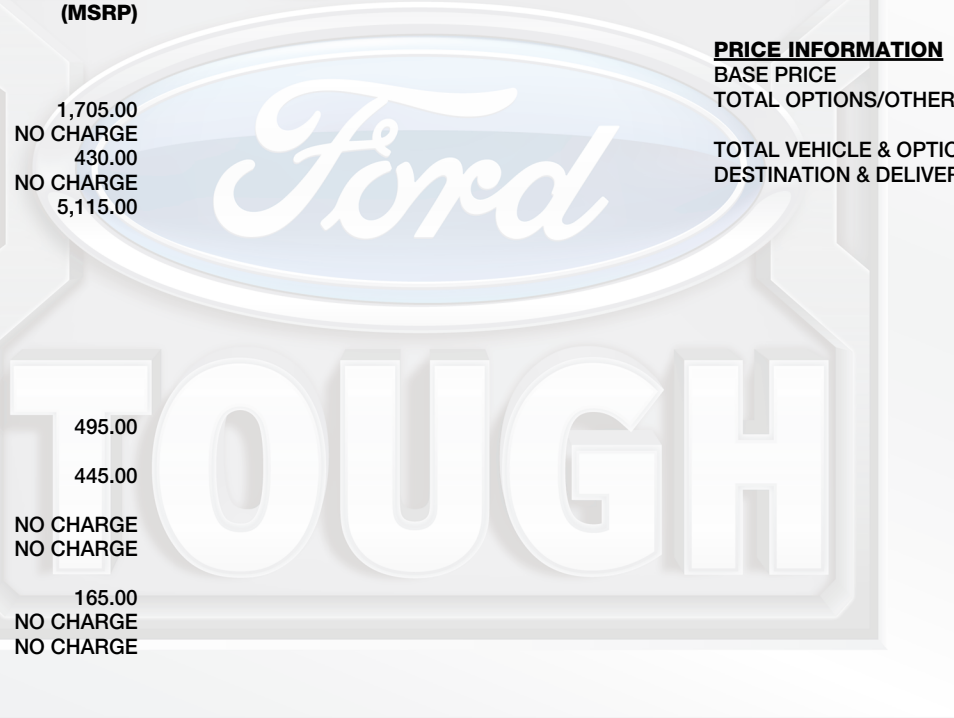 (MSRP)
1,705.00
NO CHARGE
430.00
NO CHARGE
5,115.00
495.00
445.00
NO CHARGE
NO CHARGE
165.00
NO CHARGE
NO CHARGE
PRICE INFORMATION
BASE PRICE
TOTAL OPTIONS/OTHER
TOTAL VEHICLE & OPTIO
DESTINATION & DELIVER
Ford
TOUGH